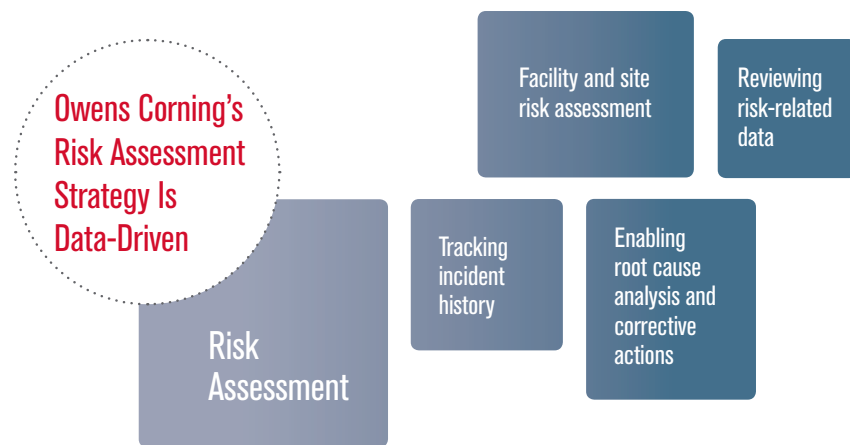 Owens Corning’s
Risk Assessment
Strategy Is
Data-Driven
Risk
Assessment
Tracking
incident
history
Facility and site
risk assessment
Enabling
root cause
analysis and
corrective
actions
Reviewing
risk-related
data